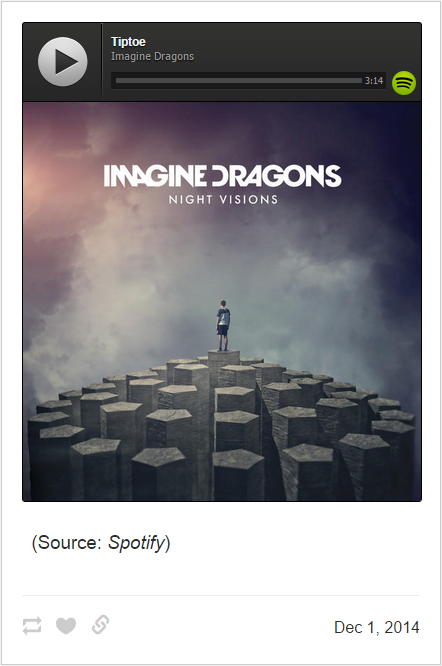 Tiptoe
Imagine Dragons
3:14
IMAGINE DRAGONS
NIGHT VISIONS
(Source: Spotify)
Dec 1, 2014